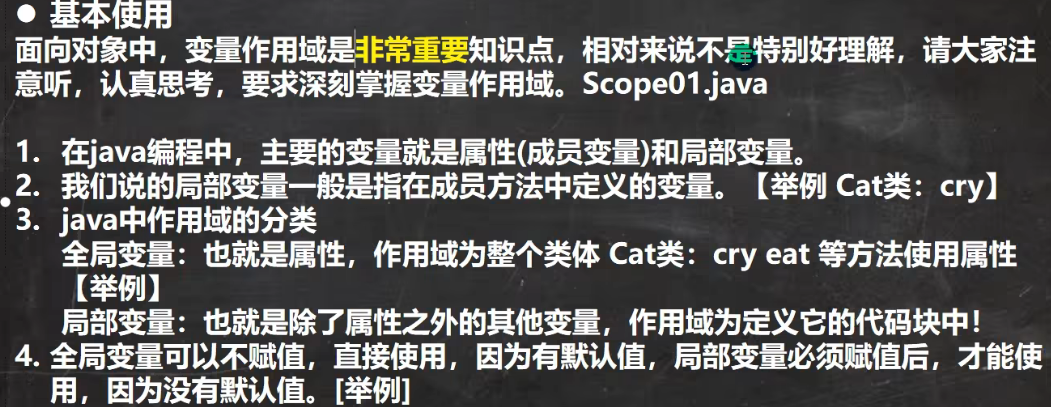 ● 基本使用
面向对象中，变量作用域是非常重要知识点，相对来说不是特别好理解，请大家注
意听，认真思考，要求深刻掌握变量作用域。Scope01.java
1. 在java编程中，主要的变量就是属性(成员变量)和局部变量。
2. 我们说的局部变量一般是指在成员方法中定义的变量。【举例 Cat类：cry】
3. java中作用域的分类
全局变量：也就是属性，作用域为整个类体 Cat类：cry eat 等方法使用属性
【举例】
局部变量：也就是除了属性之外的其他变量，作用域为定义它的代码块中！
4. 全局变量可以不赋值，直接使用，因为有默认值，局部变量必须赋值后，才能使
用，因为没有默认值。[举例]